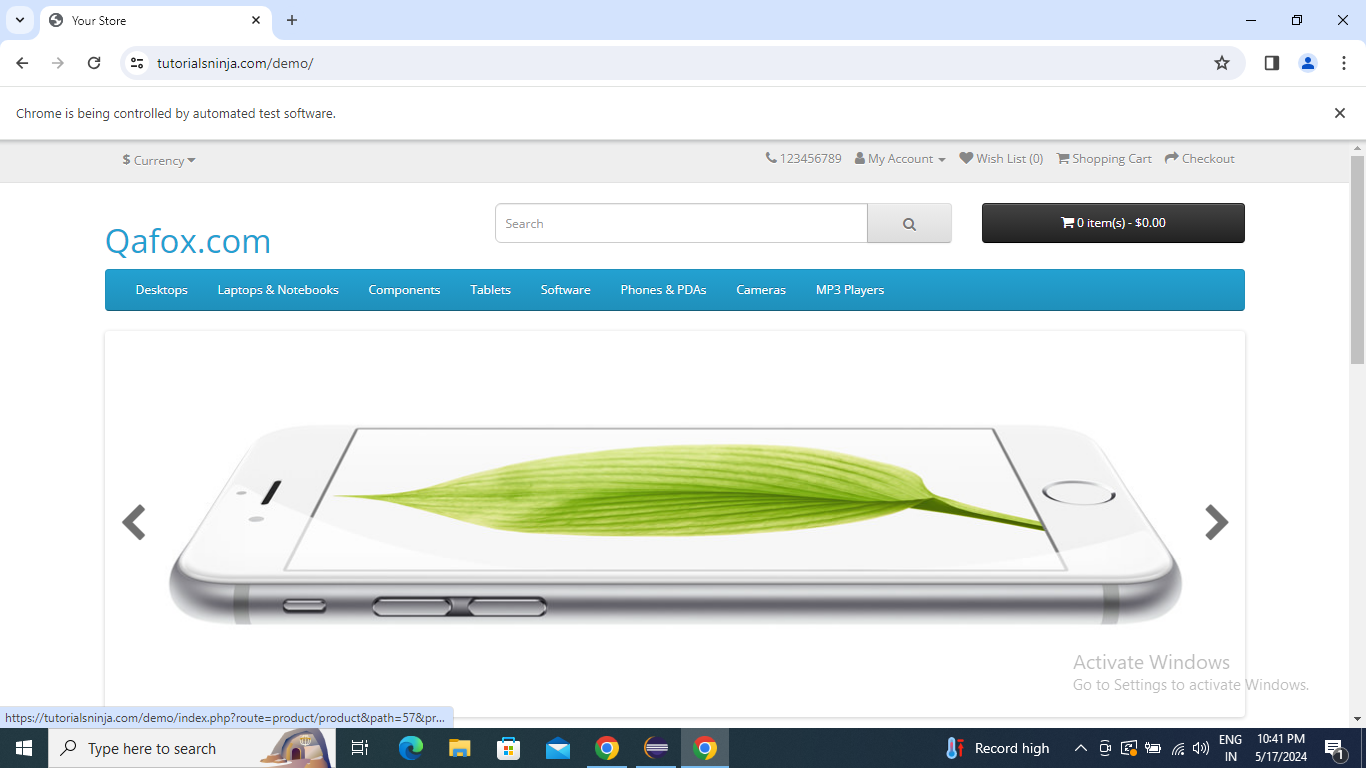 Your Store
tutorialsninja.com/demo/
Chrome is being controlled by automated test software.
$ Currency
123456789 My Account Wish List (0) Shopping Cart Checkout
Search
0 item(s) - $0.00
Qafox.com
Desktops Laptops & Notebooks Components Tablets Software Phones & PDAs Cameras MP3 Players
Activate Windows
Go to Settings to activate Windows.
https://tutorialsninja.com/demo/index.php?route=product/product&path=57&pr...
Type here to search
Record high
ENG
IN
10:41 PM
5/17/2024
1